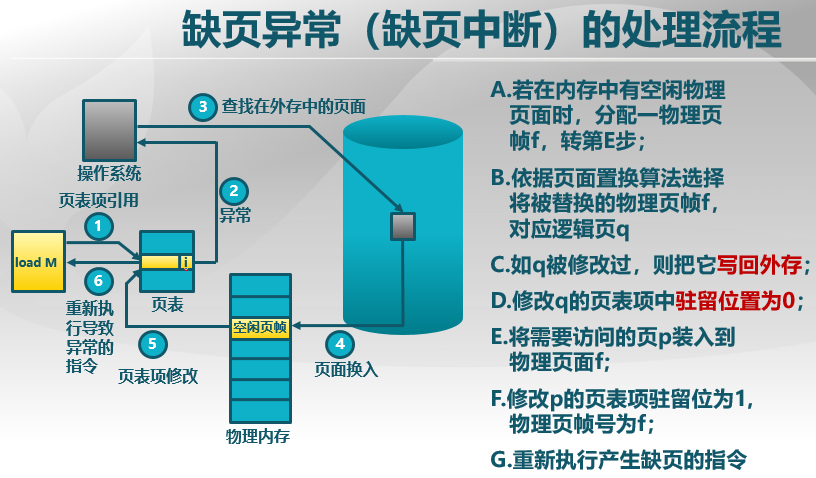 缺页异常（缺页中断）的处理流程
3 查找在外存中的页面
操作系统
2
异常
页表项引用
1
load M
i
6
重新执
行导致
异常的
指令
页表
5
页表项修改
空闲页帧
4
页面换入
物理内存
A.若在内存中有空闲物理
页面时，分配一物理页
帧f，转第E步；
B.依据页面置换算法选择
将被替换的物理页帧f，
对应逻辑页q
C.如q被修改过，则把它写回外存；
D.修改q的页表项中驻留位置为0；
E.将需要访问的页p装入到
物理页面f；
F.修改p的页表项驻留位为1，
物理页帧号为f；
G.重新执行产生缺页的指令